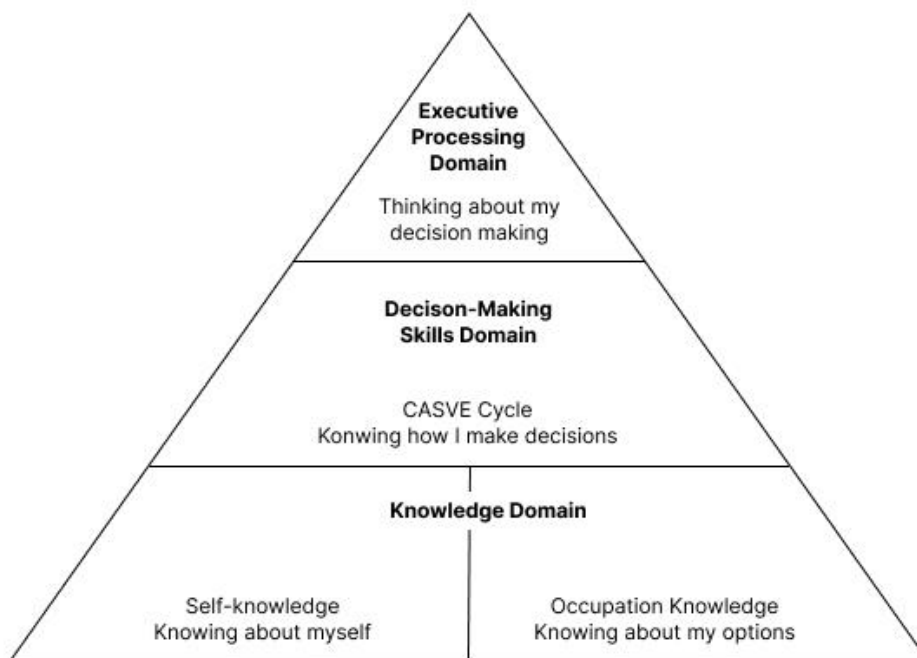 Executive
Processing
Domain
Thinking about my
decision making
Decison-Making
Skills Domain
CASVE Cycle
Konwing how I make decisions
Knowledge Domain
Self-knowledge
Knowing about myself
Occupation Knowledge
Knowing about my options